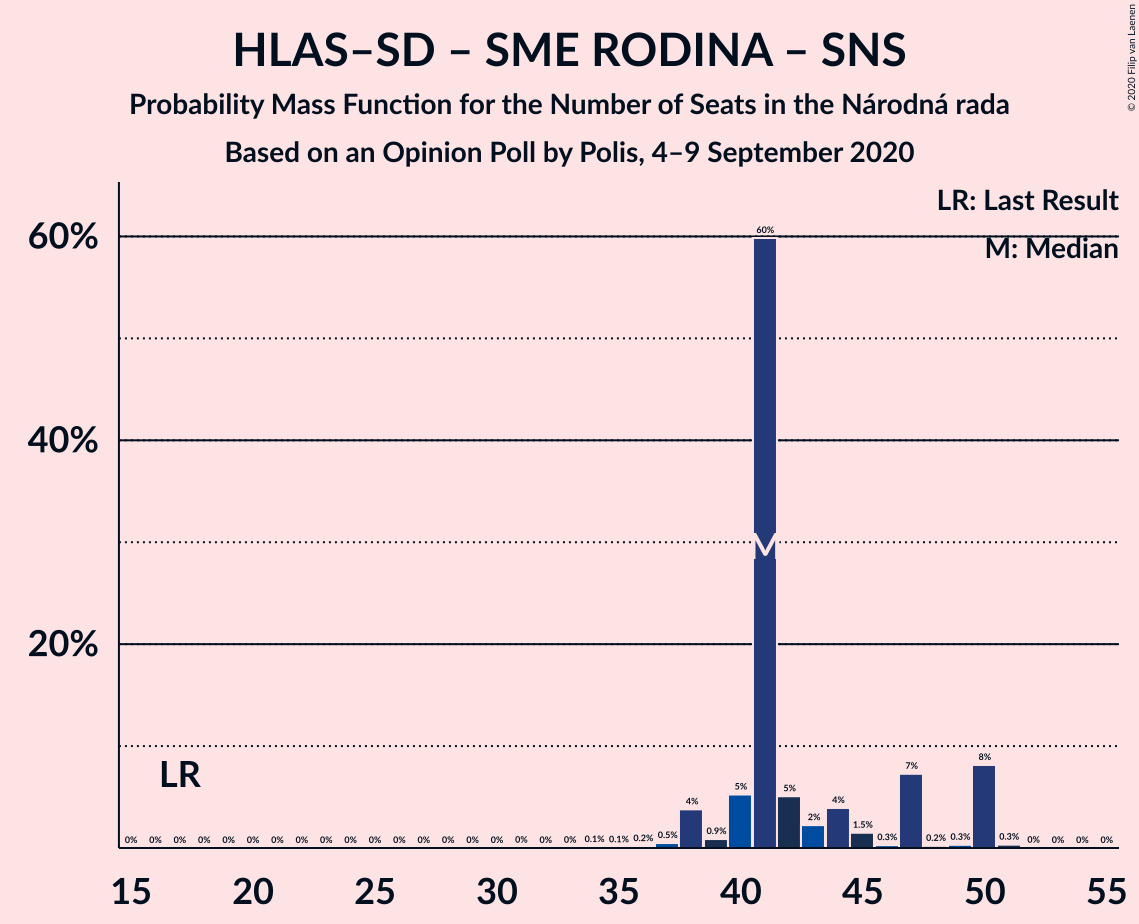 © 2020 Filip van Laenen
HLAS–SD – SME RODINA – SNS
Probability Mass Function for the Number of Seats in the Národná rada
Based on an Opinion Poll by Polis, 4–9 September 2020
LR: Last Result
M: Median
60%
40%
20%
60%
M
LR
0% 0% 0% 0% 0% 0% 0% 0% 0% 0% 0% 0% 0% 0% 0% 0% 0% 0% 0% 0.1% 0.1% 0.2% 0.5% 4% 0.9% 5% 5% 2% 4% 1.5% 0.3% 7% 0.2% 0.3% 8% 0.3% 0% 0% 0% 0%
15 20 25 30 35 40 45 50 55